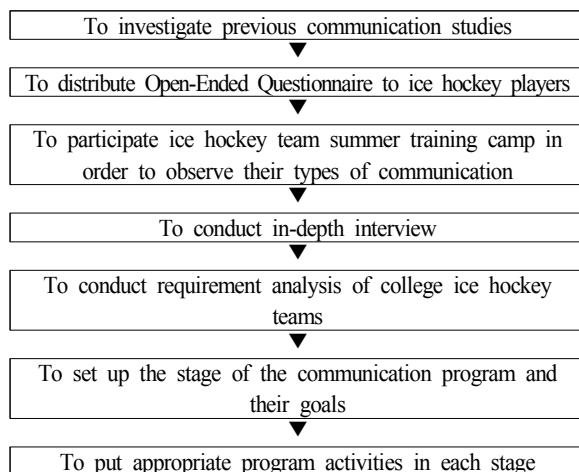 To investigate previous communication studies
To distribute Open-Ended Questionnaire to ice hockey players
To participate ice hockey team summer training camp in
order to observe their types of communication
To conduct in-depth interview
To conduct requirement analysis of college ice hockey
teams
To set up the stage of the communication program and
their goals
To put appropriate program activities in each stage